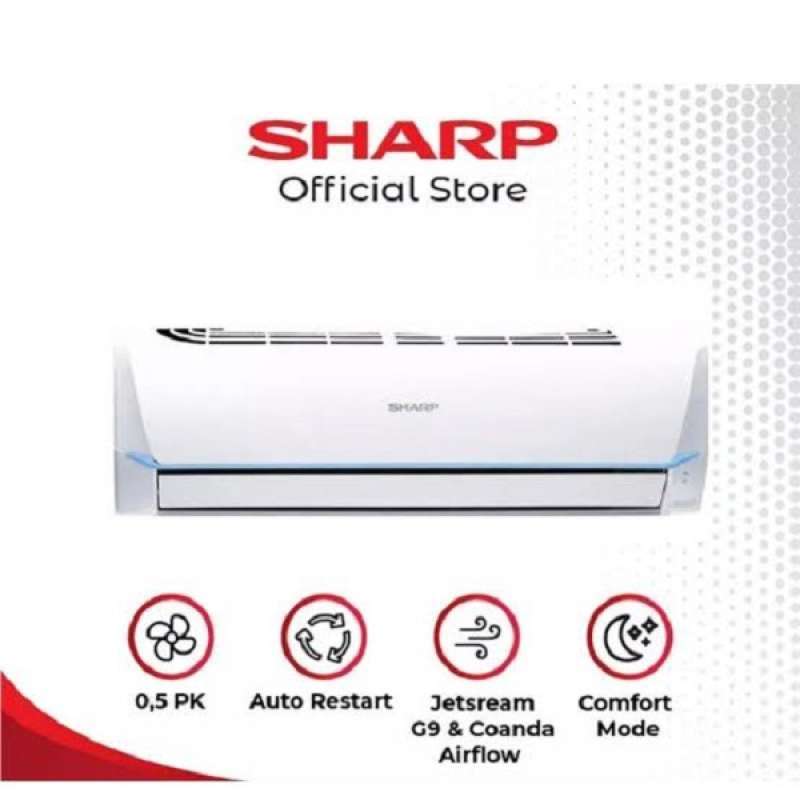 SHARP
Official Store
SHARP
0,5 PK
Auto Restart
Jetsream
G9 & Coanda
Airflow
Comfort
Mode